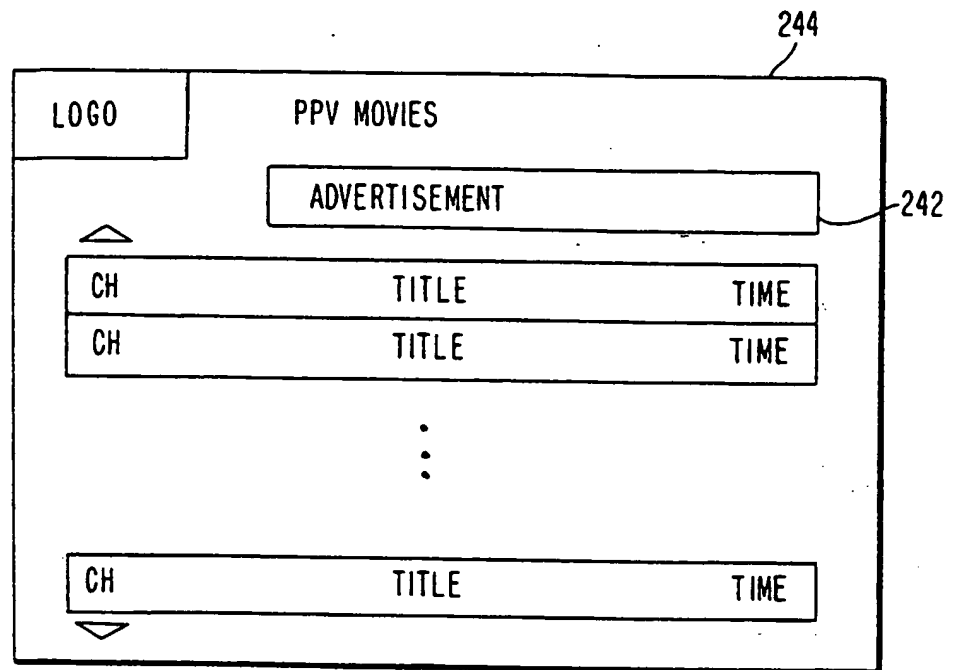 244
LOGO PPV MOVIES
ADVERTISEMENT
242
CH TITLE TIME
CH TITLE TIME
CH TITLE TIME